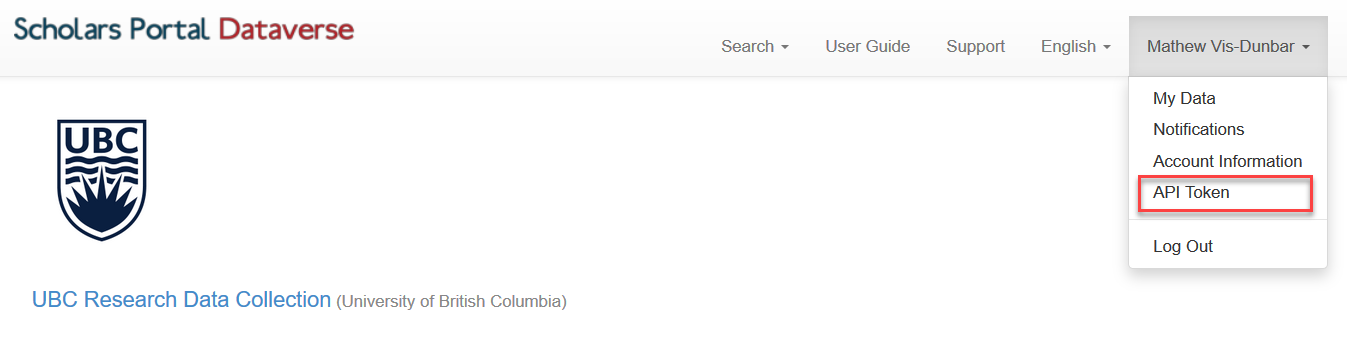 Scholars Portal Dataverse
Search User Guide Support English Mathew Vis-Dunbar
My Data
Notifications
Account Information
API Token
Log Out
UBC
UBC Research Data Collection (University of British Columbia)